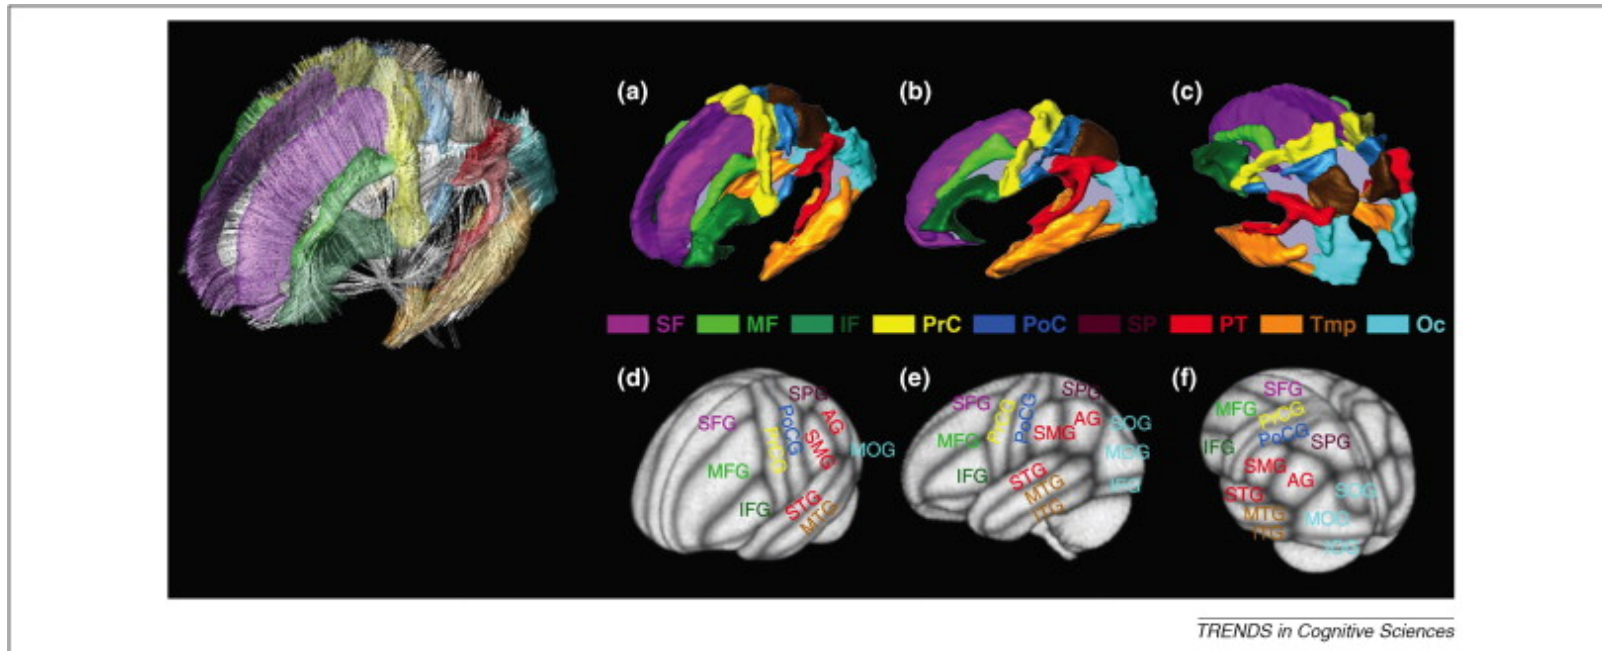 (a) (b) (c)
SF MF IF PrC PoC SP PT Tmp Oc
(d)
SPG
SFG
PrCG
PoCG
AG
SMG
MOG
MFG
IFG
STG
MTG
(e)
SPG
SFG
PrCG
PoCG
AG
SMG
SOG
MFG
MOG
IFG
STG
MTG
ITG
(f)
SFG
MFG
PrCG
PoCG
IFG
SPG
SMG
AG
STG
SOG
MTG
MOG
ITG
IOG
TRENDS in Cognitive Sciences